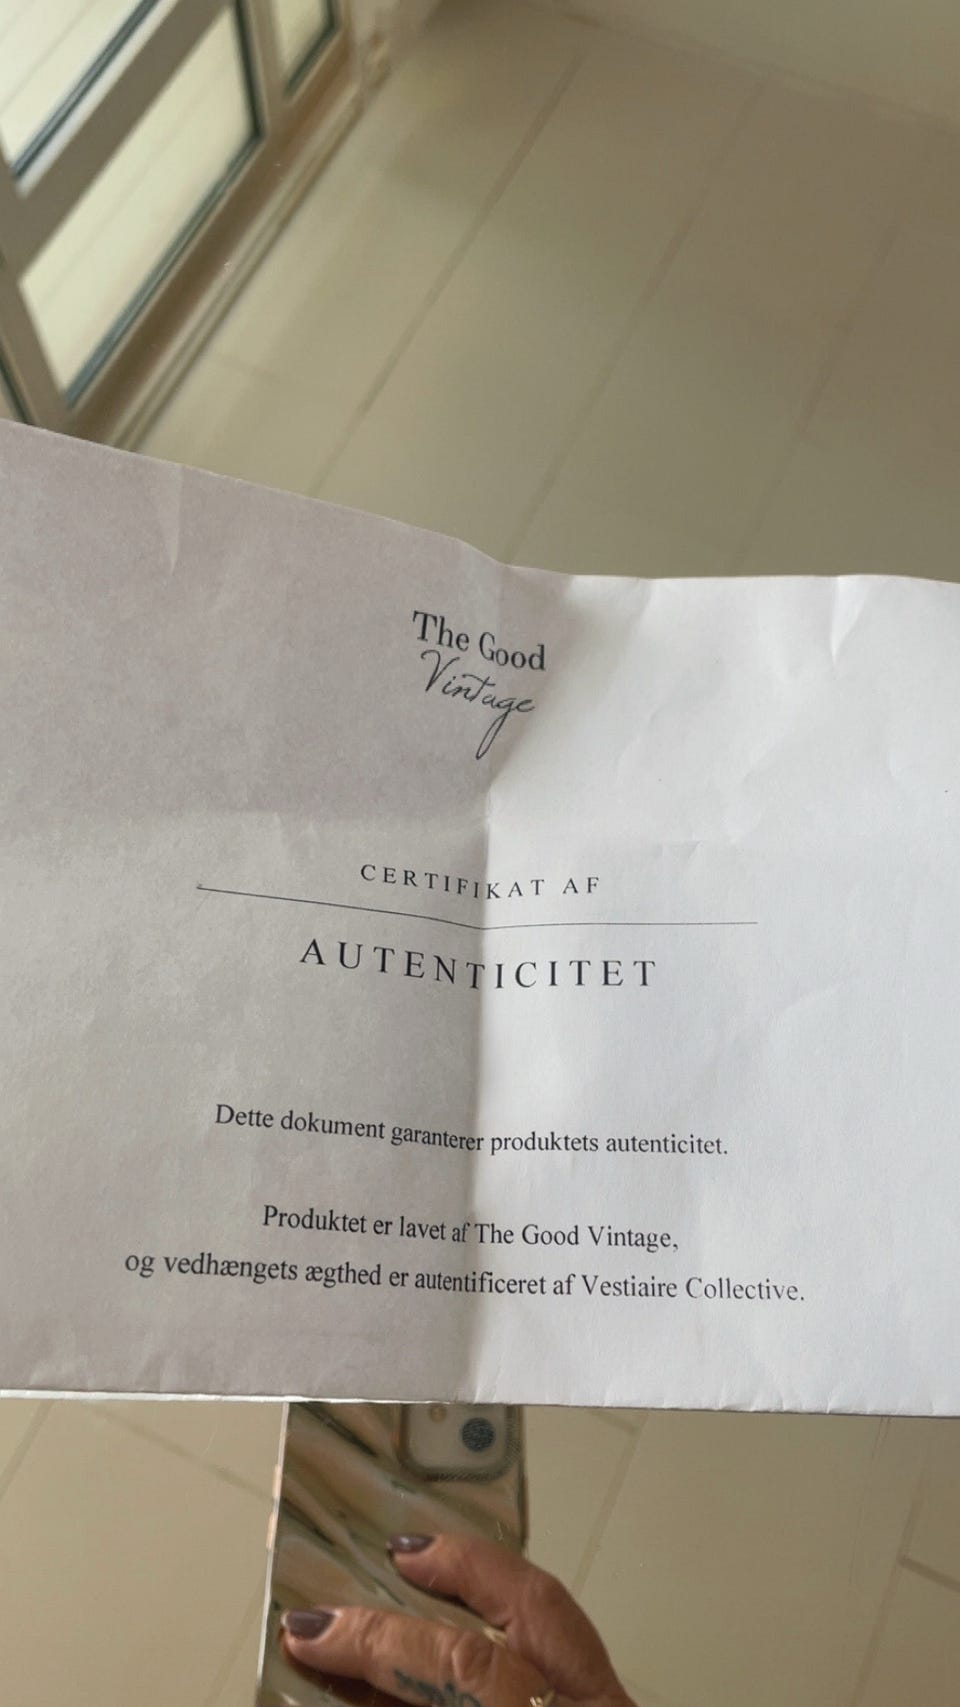 The Good
Vintage
CERTIFIKAT AF
AUTENTICITET
Dette dokument garanterer produktets autenticitet.
Produktet er lavet af The Good Vintage,
og vedhængets ægthed er autentificeret af Vestiaire Collective.